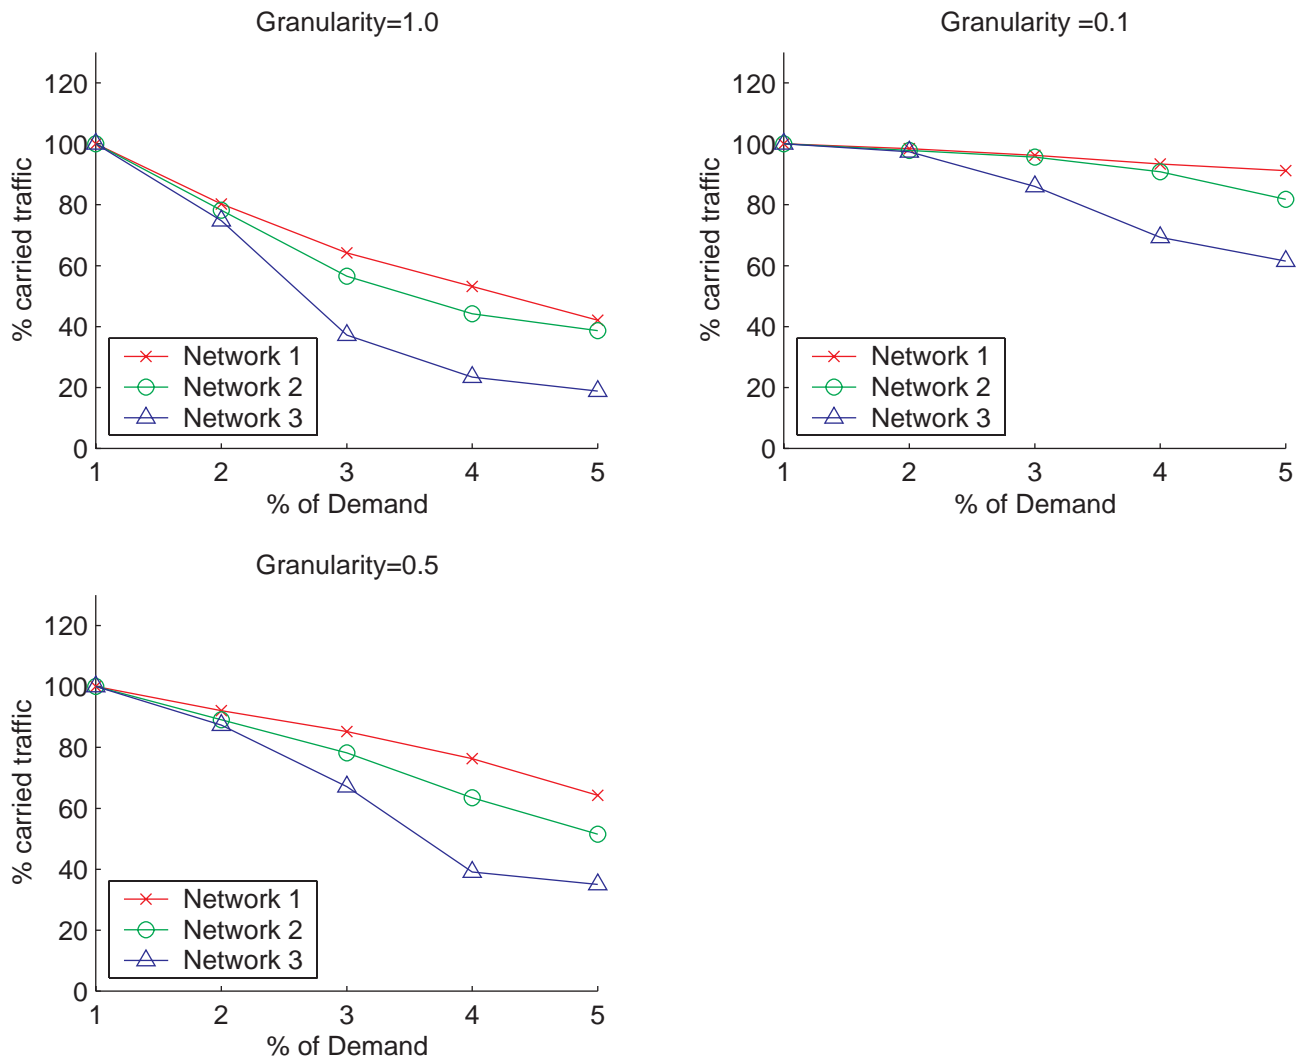 Granularity=1.0
120
100
80
60
40
20
0
% carried traffic
Network 1
Network 2
Network 3
1 2 3 4 5
% of Demand
Granularity =0.1
120
100
80
60
40
20
0
% carried traffic
Network 1
Network 2
Network 3
1 2 3 4 5
% of Demand
Granularity=0.5
120
100
80
60
40
20
0
% carried traffic
Network 1
Network 2
Network 3
1 2 3 4 5
% of Demand